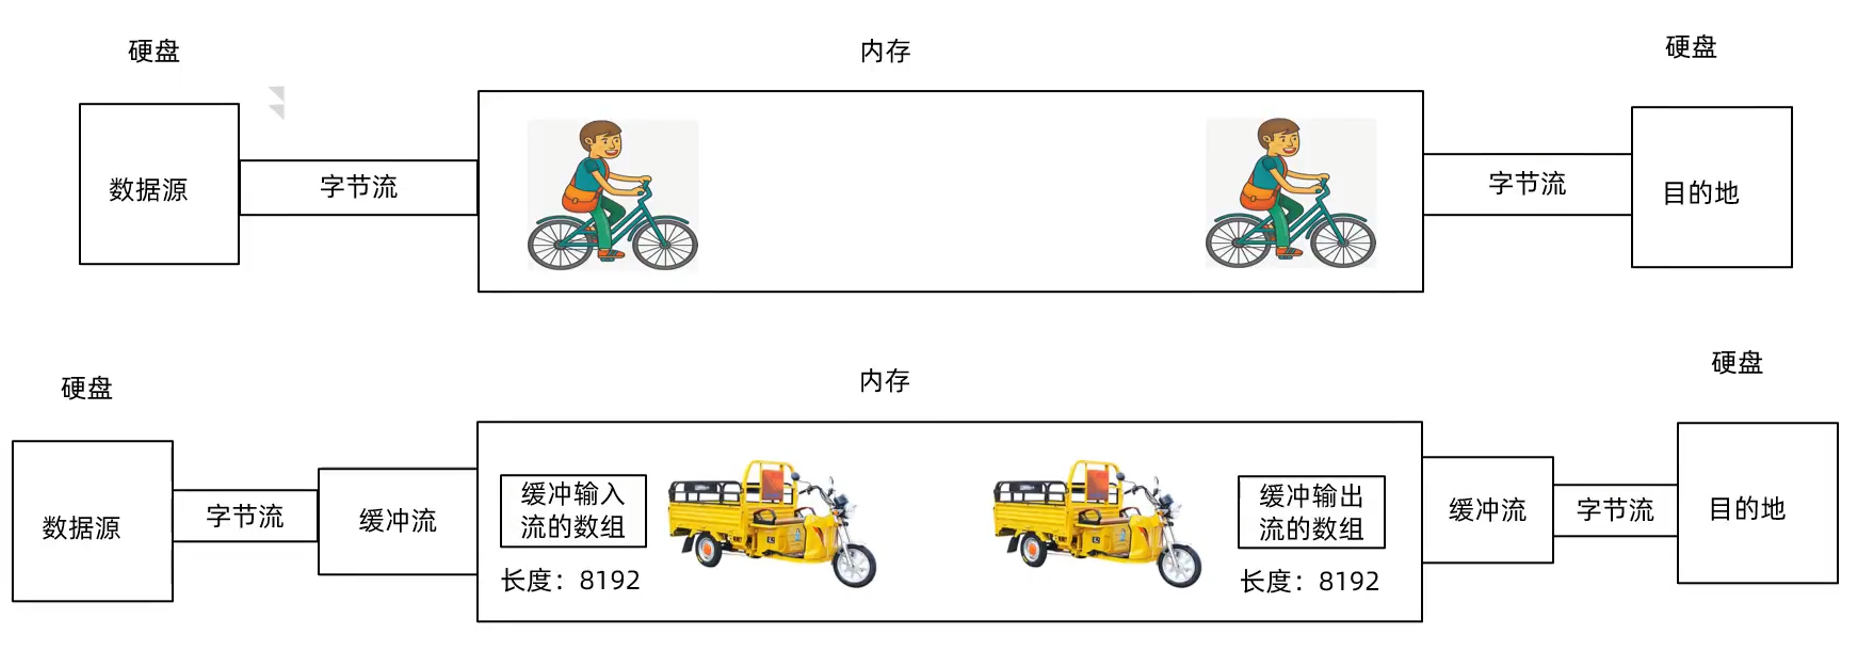 硬盘
内存
硬盘
数据源
字节流
字节流
目的地
硬盘
内存
硬盘
数据源
字节流
缓冲流
缓冲输入
流的数组
长度：8192
缓冲输出
流的数组
长度：8192
缓冲流
字节流
目的地